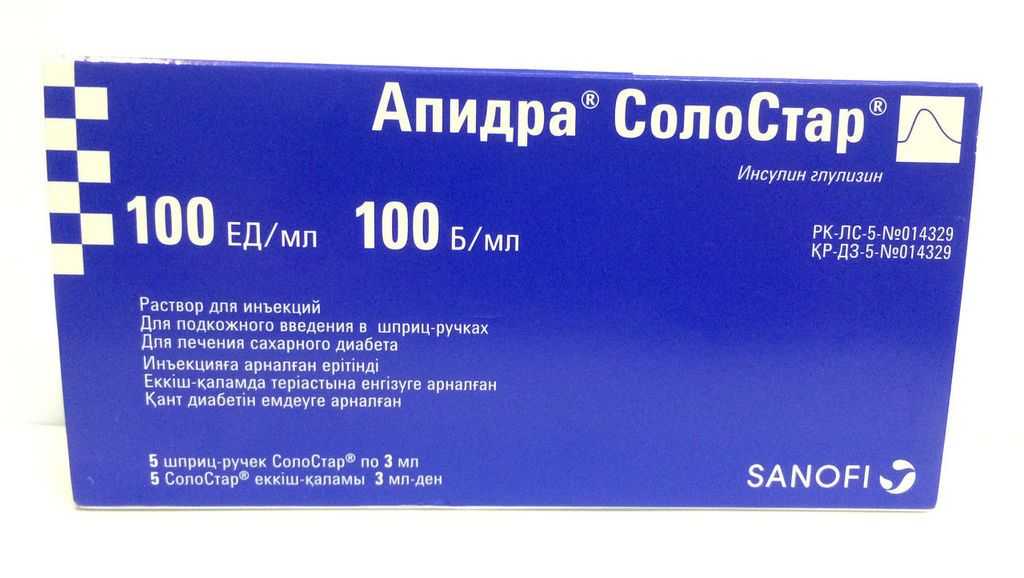 Апидра® СолоСтар®
Инсулин глулизин
100 ЕД/мл 100 Б/мл
РК-ЛС-5-№014329
ҚР-ДЗ-5-№014329
Раствор для инъекций
Для подкожного введения в шприц-ручках
Для лечения сахарного диабета
Инъекцияға арналған ерітінді
Еккіш-қаламда теріастына енгізуге арналған
Қант диабетін емдеуге арналған
5 шприц-ручек СолоСтар® по 3 мл
5 СолоСтар® еккіш-қаламы 3 мл-ден
SANOFI